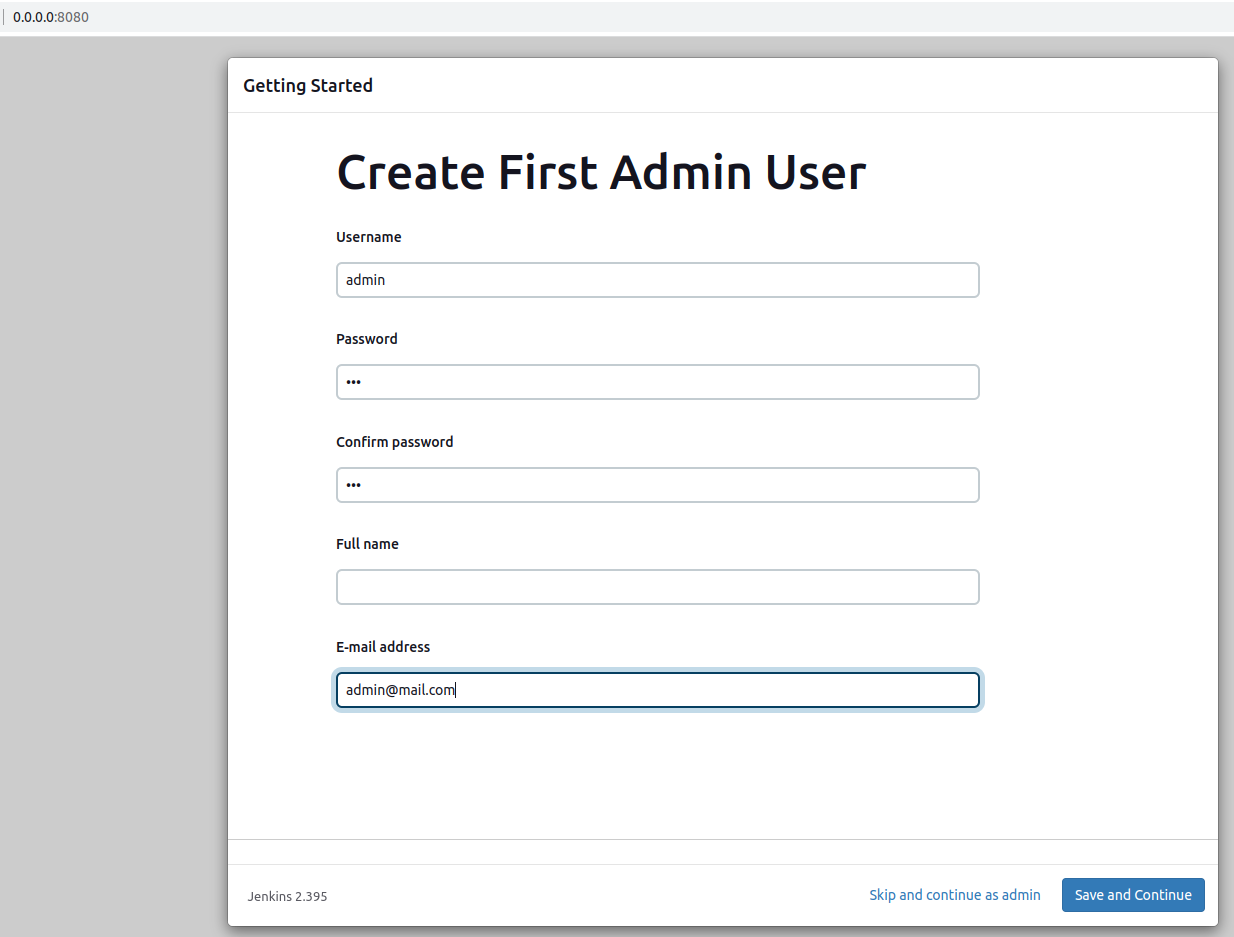 0.0.0.0:8080
Getting Started
Create First Admin User
Username
admin
Password
•••
Confirm password
•••
Full name
E-mail address
admin@mail.com
Jenkins 2.395
Skip and continue as admin
Save and Continue